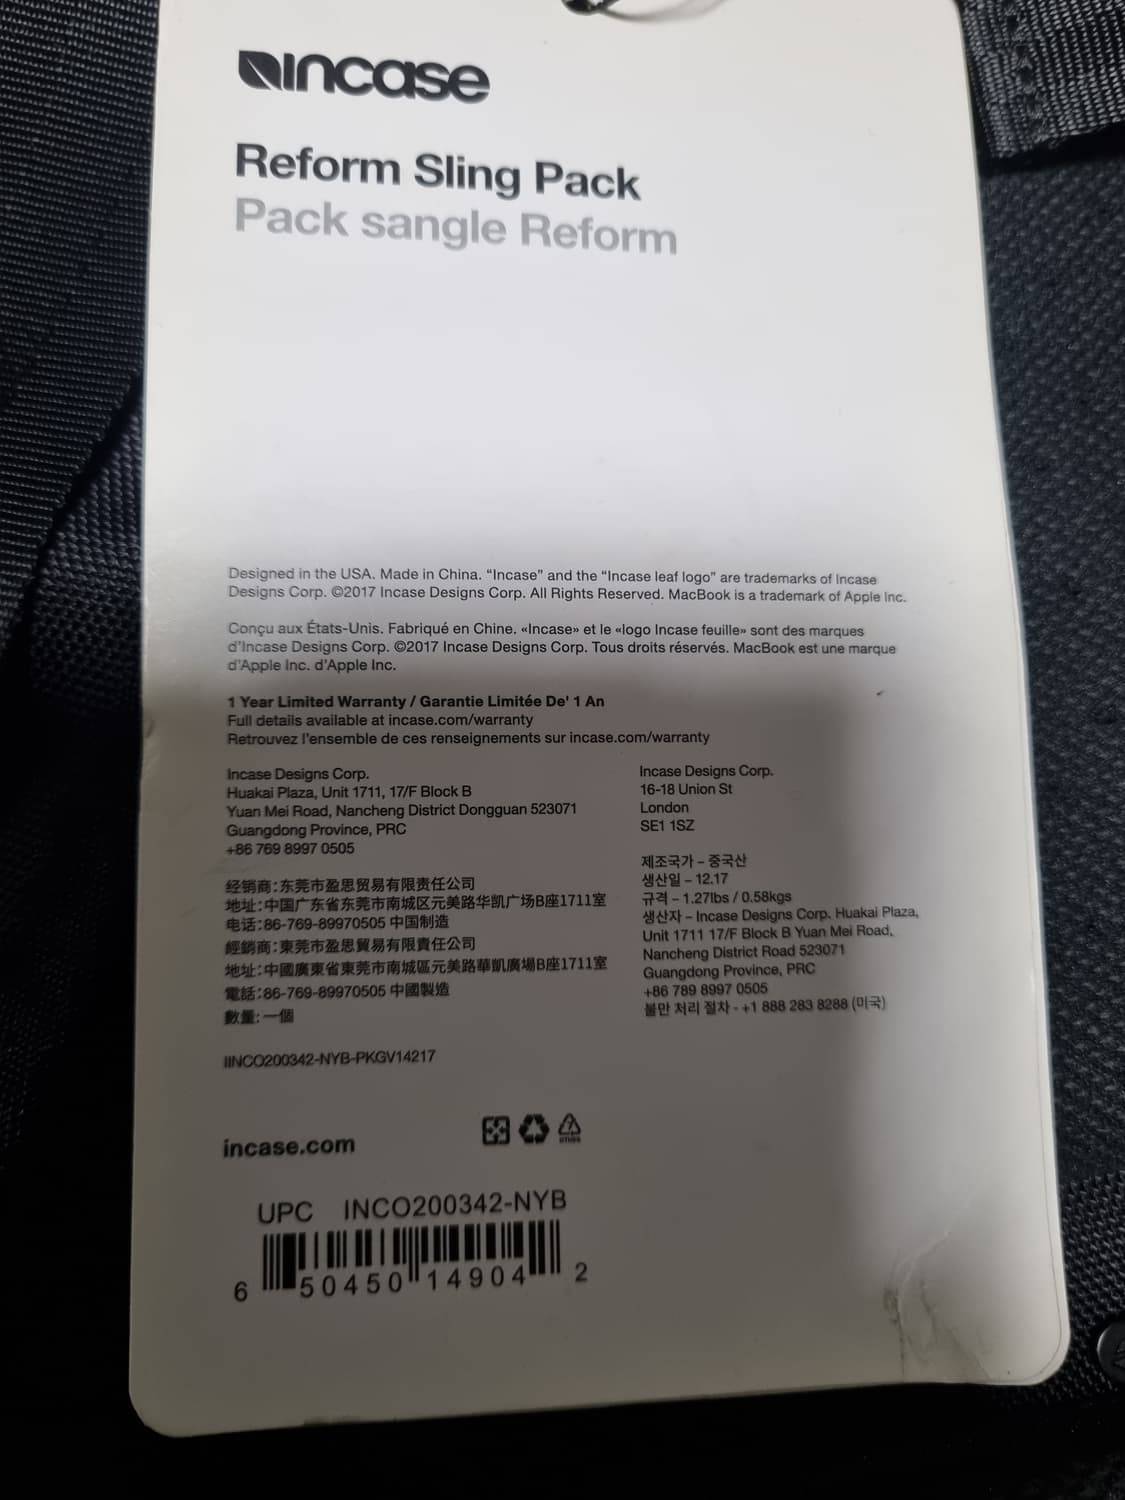 incase
Reform Sling Pack
Pack sangle Reform
Designed in the USA. Made in China. “Incase” and the “Incase leaf logo” are trademarks of Incase
Designs Corp. ©2017 Incase Designs Corp. All Rights Reserved. MacBook is a trademark of Apple Inc.
Conçu aux États-Unis. Fabriqué en Chine. «Incase» et le «logo Incase feuille» sont des marques
d’Incase Designs Corp. ©2017 Incase Designs Corp. Tous droits réservés. MacBook est une marque
d’Apple Inc. d’Apple Inc.
1 Year Limited Warranty / Garantie Limitée De' 1 An
Full details available at incase.com/warranty
Retrouvez l’ensemble de ces renseignements sur incase.com/warranty
Incase Designs Corp.
Huakai Plaza, Unit 1711, 17/F Block B
Yuan Mei Road, Nancheng District Dongguan 523071
Guangdong Province, PRC
+86 769 8997 0505
经销商:东莞市盈思贸易有限责任公司
地址:中国广东省东莞市南城区元美路华凯广场B座1711室
电话:86-769-89970505 中国制造
經銷商:東莞市盈思貿易有限責任公司
地址:中國廣東省東莞市南城區元美路華凱廣場B座1711室
電話:86-769-89970505 中國製造
數量:一個
Incase Designs Corp.
16-18 Union St
London
SE1 1SZ
제조국가 – 중국산
생산일 – 12.17
규격 – 1.27lbs / 0.58kgs
생산자 – Incase Designs Corp. Huakai Plaza,
Unit 1711 17/F Block B Yuan Mei Road,
Nancheng District Road 523071
Guangdong Province, PRC
+86 789 8997 0505
불만 처리 절차 - +1 888 283 8288 (미국)
IINCO200342-NYB-PKGV14217
incase.com
7
OTHER
UPC INCO200342-NYB
6 50450 14904 2